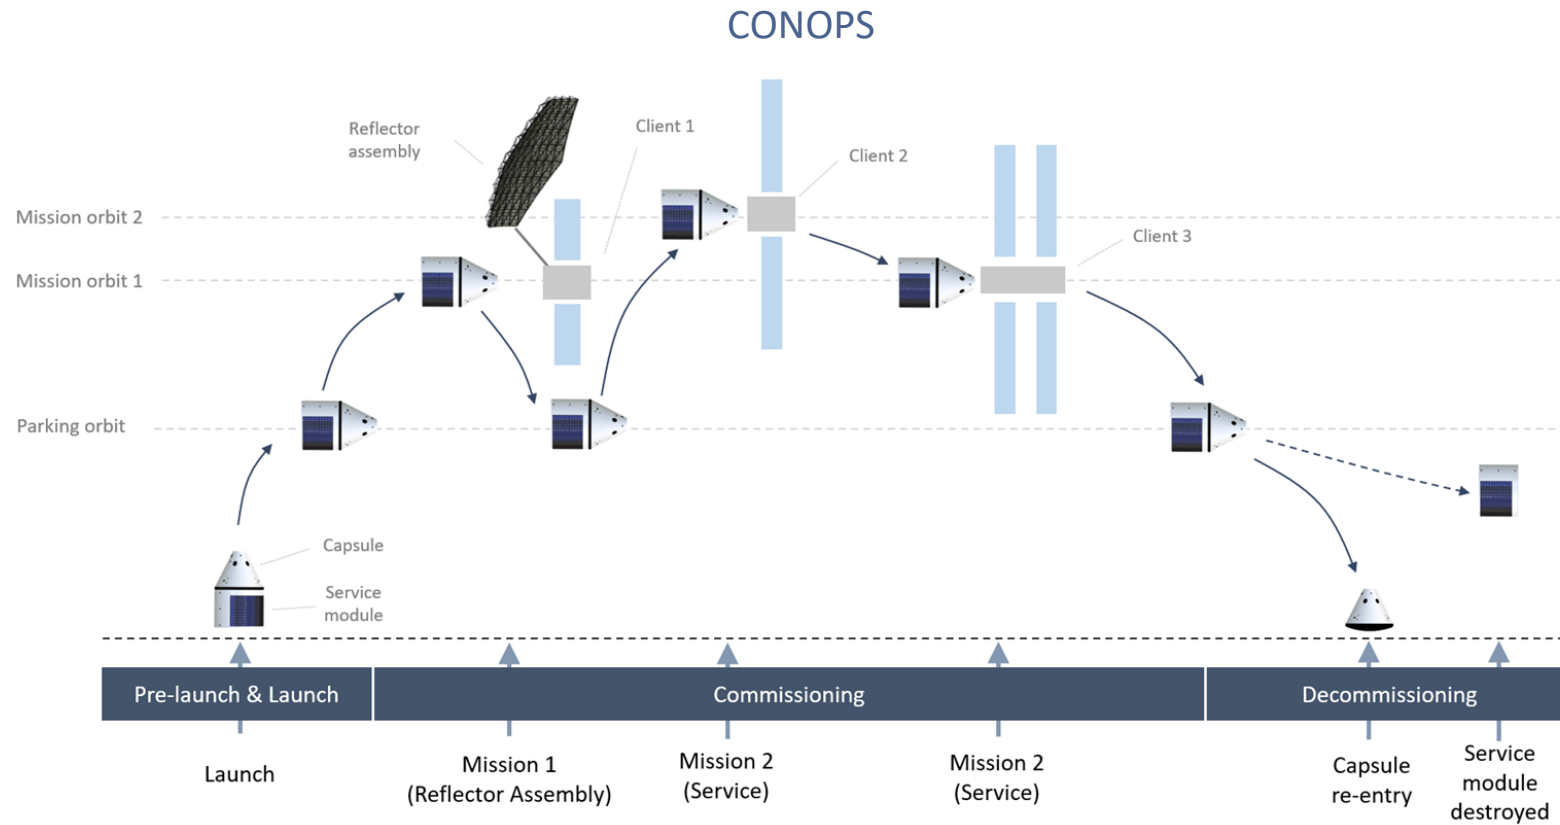 CONOPS
Reflector
assembly
Client 1
Client 2
Mission orbit 2
Client 3
Mission orbit 1
Parking orbit
Capsule
Service
module
Pre-launch & Launch
Commissioning
Decommissioning
Launch
Mission 1
(Reflector Assembly)
Mission 2
(Service)
Mission 2
(Service)
Capsule
re-entry
Service
module
destroyed